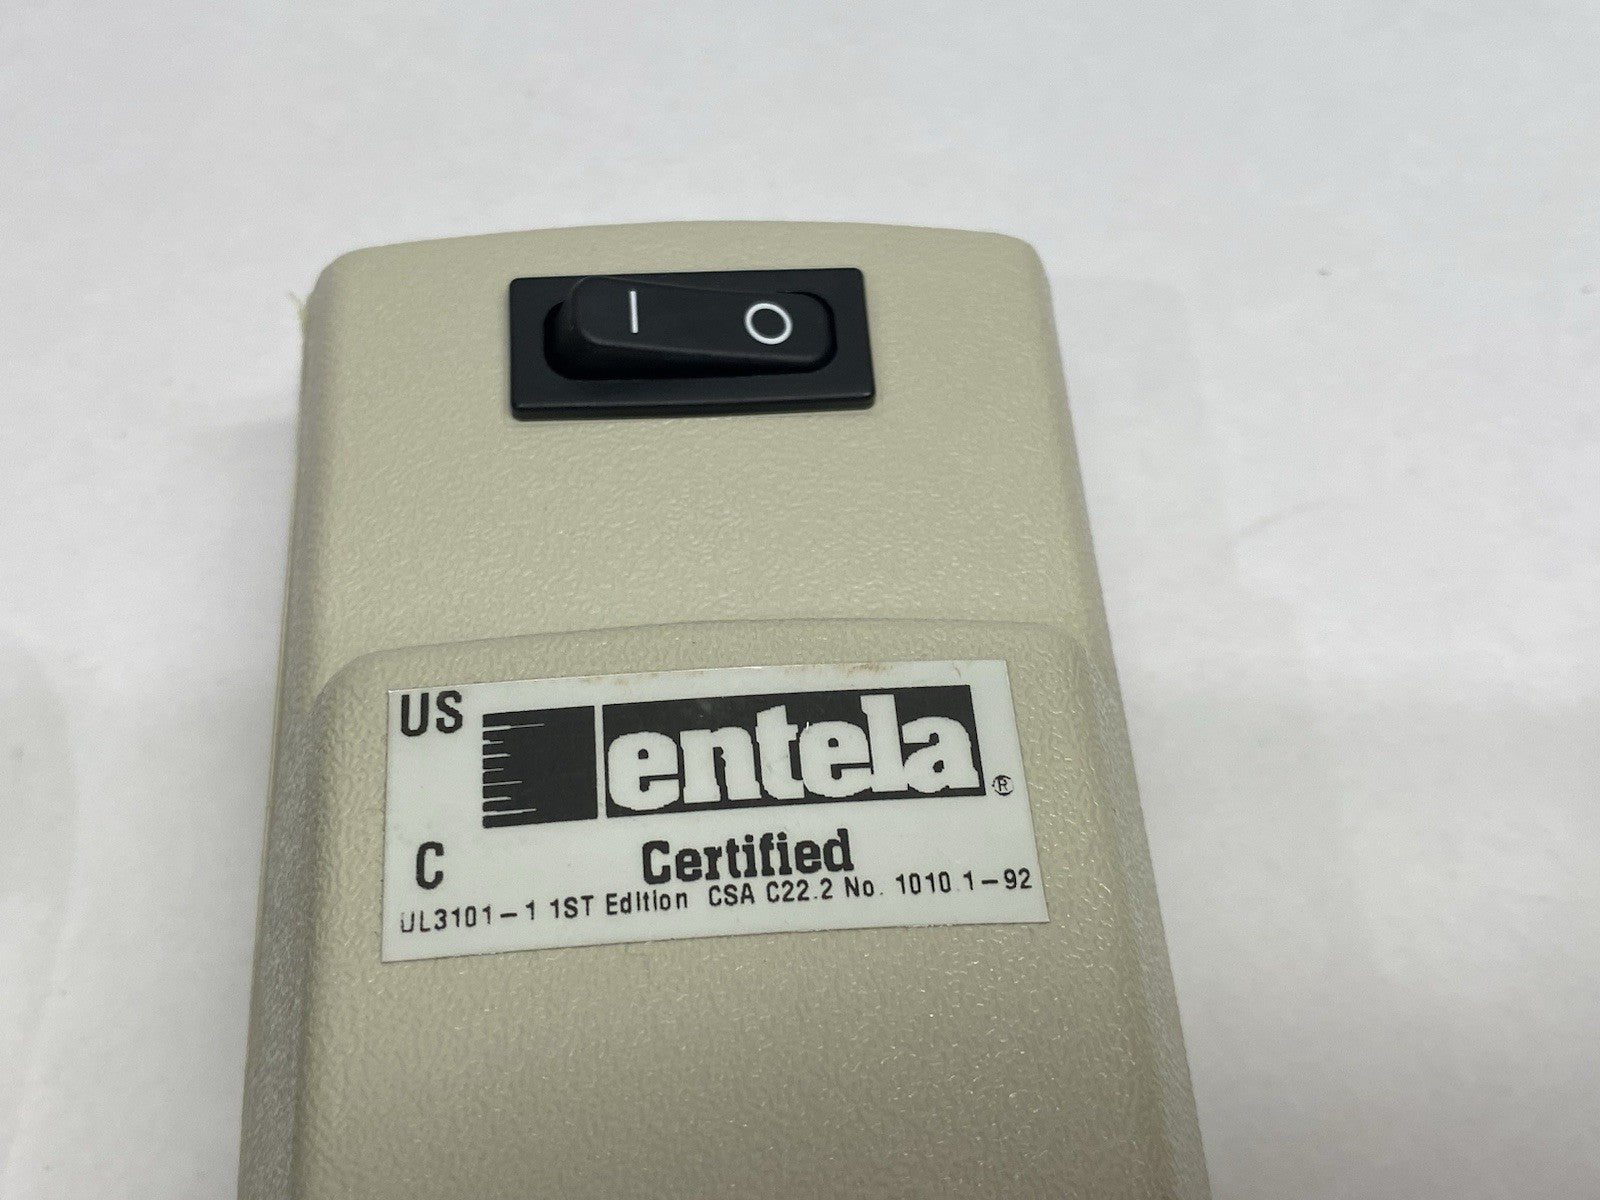 I O
US
entela ®
C
Certified
UL3101-1 1ST Edition CSA C22.2 No. 1010.1-92